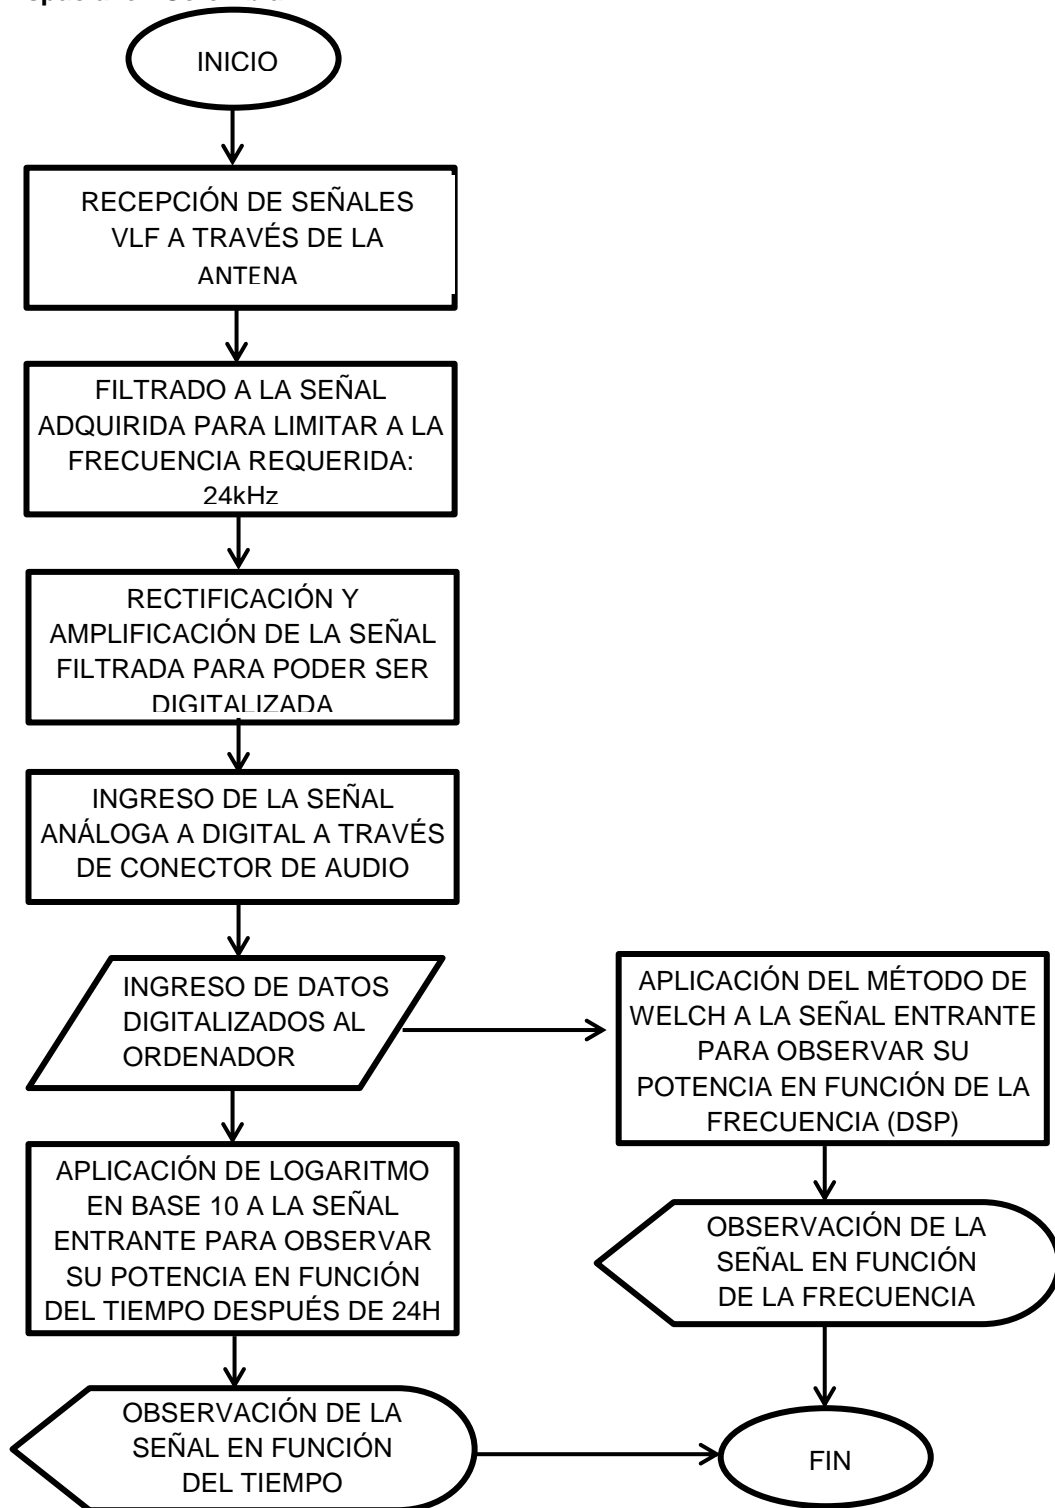 INICIO
RECEPCIÓN DE SEÑALES
VLF A TRAVÉS DE LA
ANTENA
FILTRADO A LA SEÑAL
ADQUIRIDA PARA LIMITAR A LA
FRECUENCIA REQUERIDA:
24kHz
RECTIFICACIÓN Y
AMPLIFICACIÓN DE LA SEÑAL
FILTRADA PARA PODER SER
DIGITALIZADA
INGRESO DE LA SEÑAL
ANÁLOGA A DIGITAL A TRAVÉS
DE CONECTOR DE AUDIO
INGRESO DE DATOS
DIGITALIZADOS AL
ORDENADOR
APLICACIÓN DEL MÉTODO DE
WELCH A LA SEÑAL ENTRANTE
PARA OBSERVAR SU
POTENCIA EN FUNCIÓN DE LA
FRECUENCIA (DSP)
APLICACIÓN DE LOGARITMO
EN BASE 10 A LA SEÑAL
ENTRANTE PARA OBSERVAR
SU POTENCIA EN FUNCIÓN
DEL TIEMPO DESPUÉS DE 24H
OBSERVACIÓN DE LA
SEÑAL EN FUNCIÓN
DE LA FRECUENCIA
OBSERVACIÓN DE LA
SEÑAL EN FUNCIÓN
DEL TIEMPO
FIN